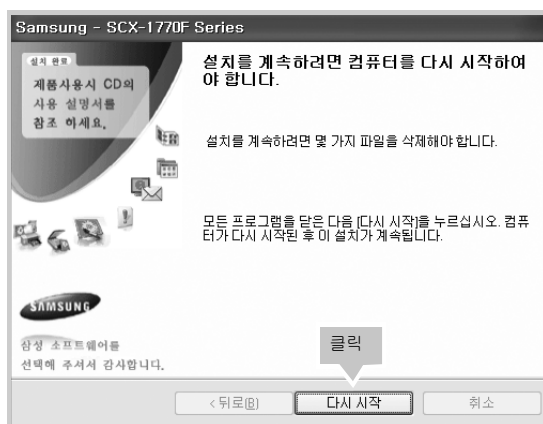 Samsung - SCX-1770F Series
설치 완료
제품사용시 CD의
사용 설명서를
참조 하세요.
SAMSUNG
삼성 소프트웨어를
선택해 주셔서 감사합니다.
설치를 계속하려면 컴퓨터를 다시 시작하여
야 합니다.
설치를 계속하려면 몇 가지 파일을 삭제해야 합니다.
모든 프로그램을 닫은 다음 [다시 시작]을 누르십시오. 컴퓨
터가 다시 시작된 후 이 설치가 계속됩니다.
클릭
< 뒤로(B)
다시 시작
취소